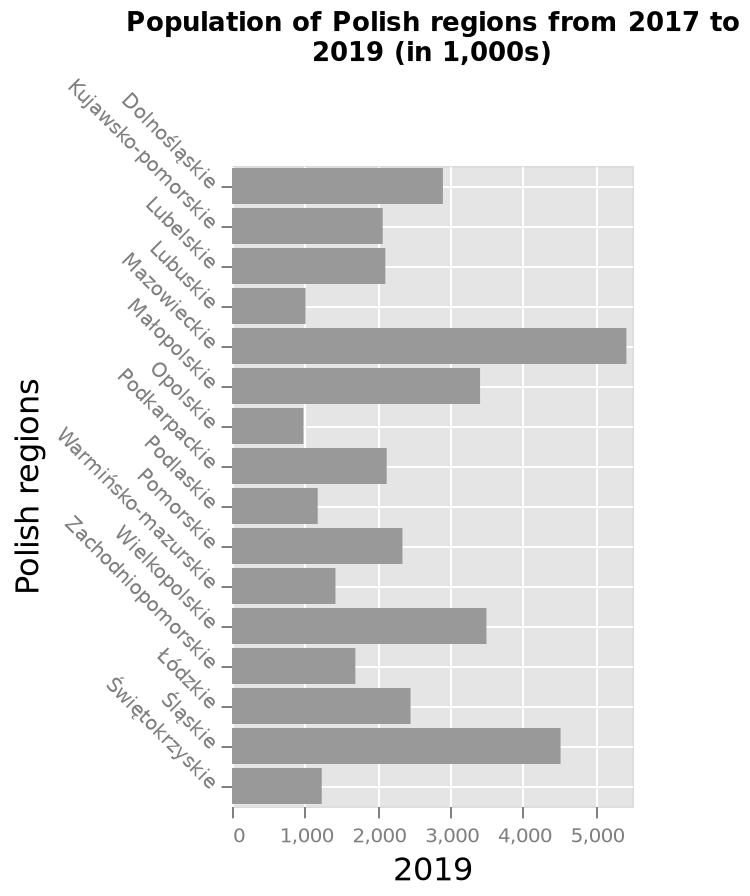 Population of Polish regions from 2017 to
2019 (in 1,000s)
Polish regions
Dolnośląskie
Kujawsko-pomorskie
Lubelskie
Lubuskie
Mazowieckie
Małopolskie
Opolskie
Podkarpackie
Podlaskie
Pomorskie
Warmińsko-mazurskie
Wielkopolskie
Zachodniopomorskie
Łódzkie
Śląskie
Świętokrzyskie
0 1,000 2,000 3,000 4,000 5,000
2019